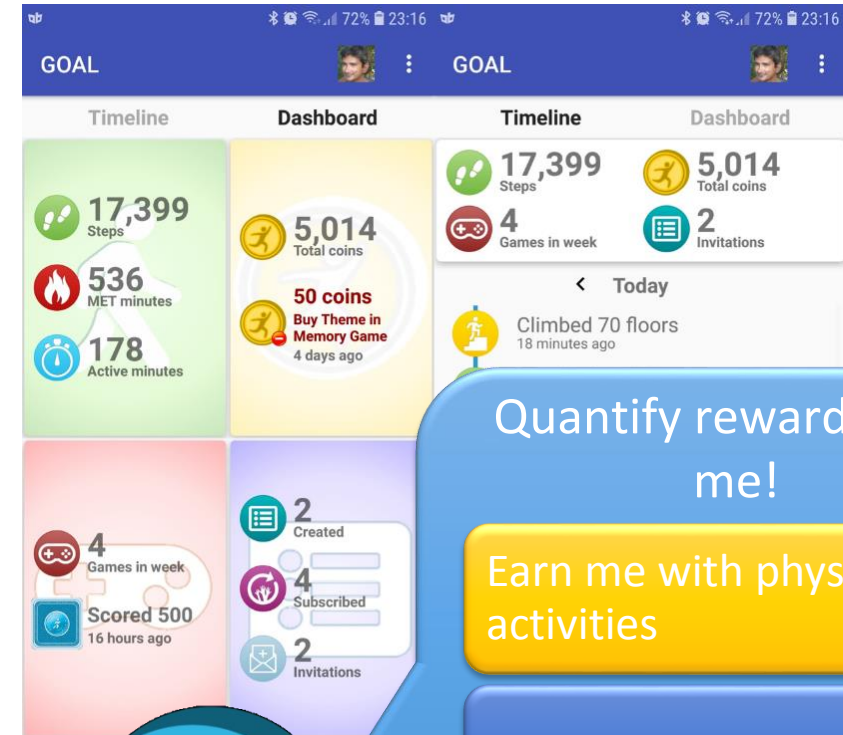 72% 23:16
GOAL
Timeline Dashboard
17,399
Steps
536
MET minutes
178
Active minutes
5,014
Total coins
50 coins
Buy Theme in
Memory Game
4 days ago
4
Games in week
Scored 500
16 hours ago
2
Created
4
Subscribed
2
Invitations
72% 23:16
GOAL
Timeline Dashboard
17,399
Steps
5,014
Total coins
4
Games in week
2
Invitations
< Today
Climbed 70 floors
18 minutes ago
Quantify reward
me!
Earn me with phys
activities